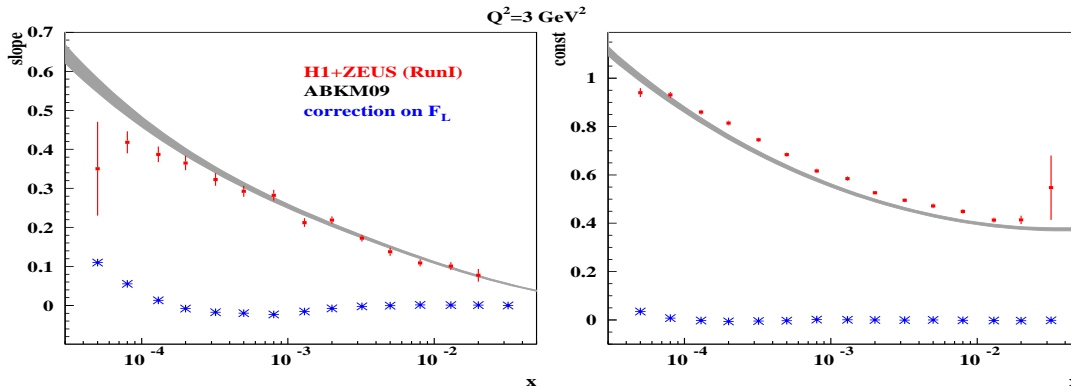 Q²=3 GeV²
slope
0.7
0.6
0.5
0.4
0.3
0.2
0.1
0
H1+ZEUS (RunI)
ABKM09
correction on F_L
10⁻⁴
10⁻³
10⁻²
x
const
1
0.8
0.6
0.4
0.2
0
10⁻⁴
10⁻³
10⁻²